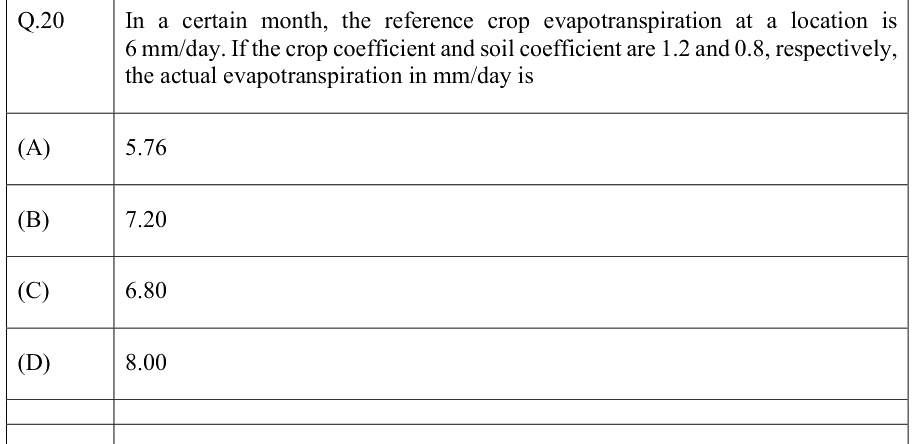 Q.20 In a certain month, the reference crop evapotranspiration at a location is
6 mm/day. If the crop coefficient and soil coefficient are 1.2 and 0.8, respectively,
the actual evapotranspiration in mm/day is
(A) 5.76
(B) 7.20
(C) 6.80
(D) 8.00